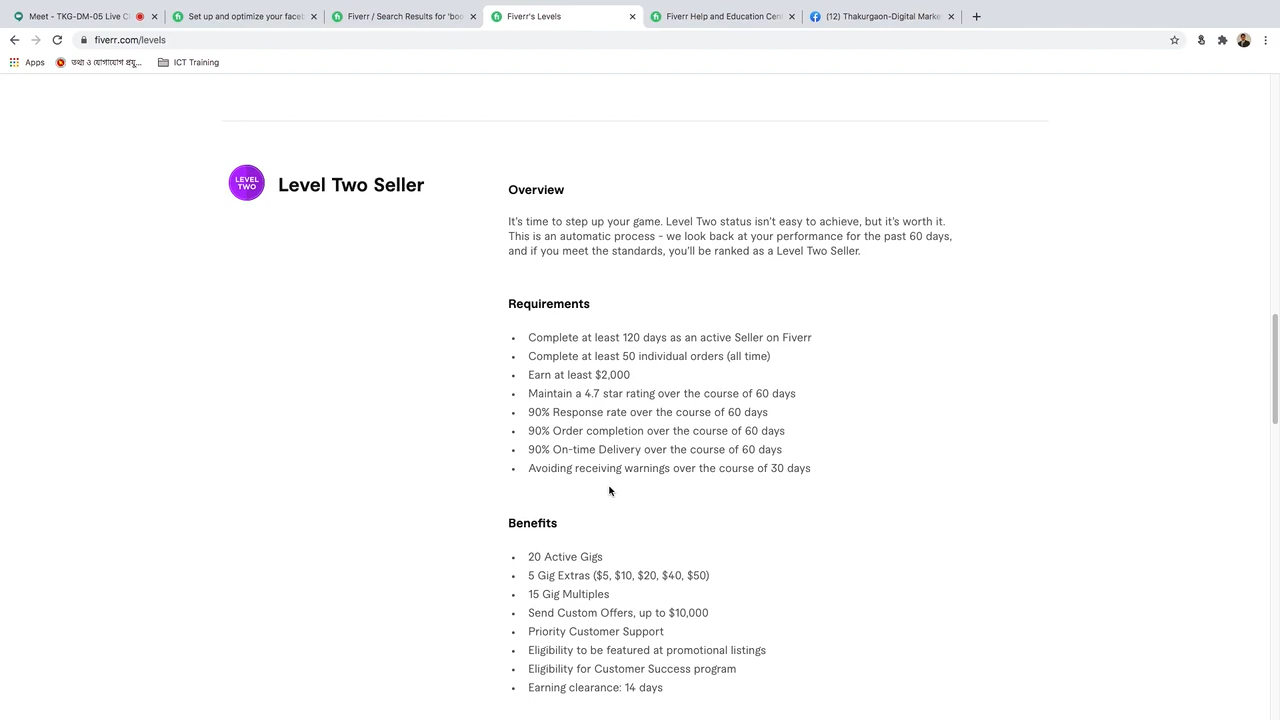 Meet - TKG-DM-05 Live Cl
Set up and optimize your faceb
Fiverr / Search Results for 'boo
Fiverr's Levels
Fiverr Help and Education Cen
(12) Thakurgaon-Digital Marke
fiverr.com/levels
Apps
তথ্য ও যোগাযোগ প্রযু...
ICT Training
LEVEL
TWO
Level Two Seller
Overview
It's time to step up your game. Level Two status isn't easy to achieve, but it's worth it.
This is an automatic process - we look back at your performance for the past 60 days,
and if you meet the standards, you'll be ranked as a Level Two Seller.
Requirements
• Complete at least 120 days as an active Seller on Fiverr
• Complete at least 50 individual orders (all time)
• Earn at least $2,000
• Maintain a 4.7 star rating over the course of 60 days
• 90% Response rate over the course of 60 days
• 90% Order completion over the course of 60 days
• 90% On-time Delivery over the course of 60 days
• Avoiding receiving warnings over the course of 30 days
Benefits
• 20 Active Gigs
• 5 Gig Extras ($5, $10, $20, $40, $50)
• 15 Gig Multiples
• Send Custom Offers, up to $10,000
• Priority Customer Support
• Eligibility to be featured at promotional listings
• Eligibility for Customer Success program
• Earning clearance: 14 days